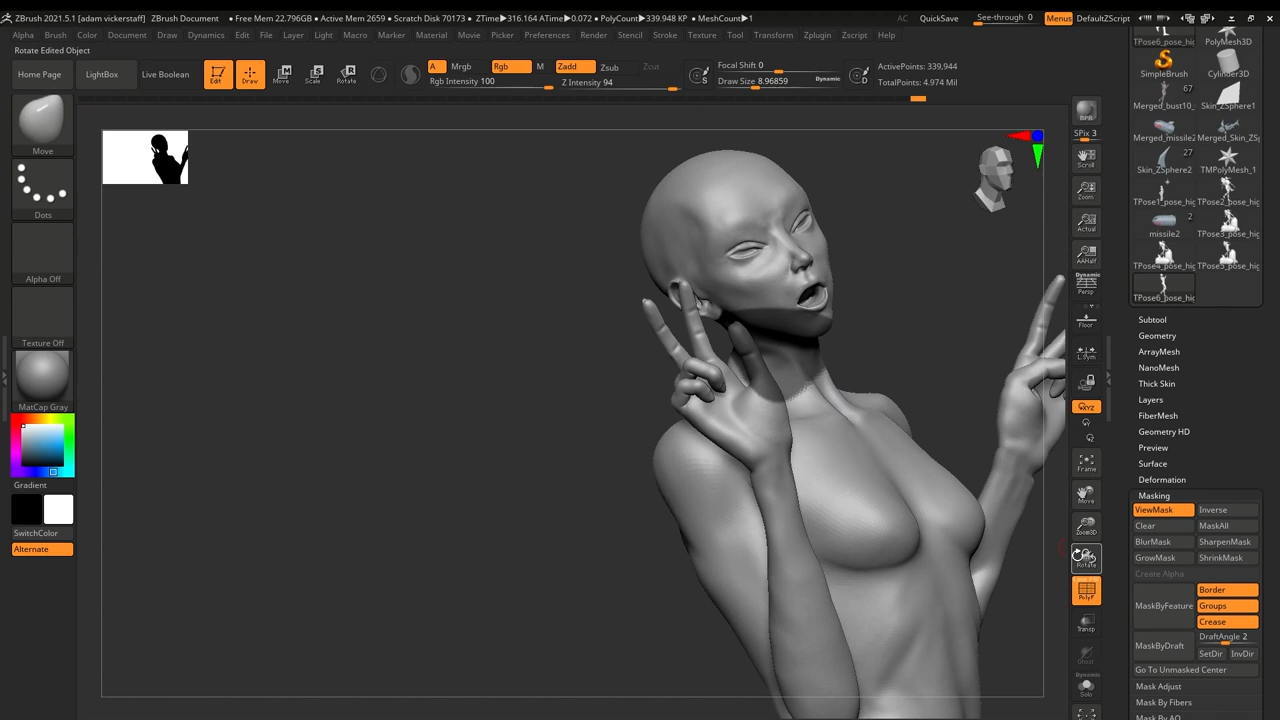 ZBrush 2021.5.1 [adam vickerstaff] ZBrush Document ● Free Mem 22.796GB ● Active Mem 2659 ● Scratch Disk 70173 ● ZTime▶316.164 ATime▶0.072 ● PolyCount▶339.948 KP ● MeshCount▶1
AC QuickSave See-through 0 Menus DefaultZScript
Alpha Brush Color Document Draw Dynamics Edit File Layer Light Macro Marker Material Movie Picker Preferences Render Stencil Stroke Texture Tool Transform Zplugin Zscript Help
Rotate Edited Object
Home Page LightBox Live Boolean
Edit Draw Move Scale Rotate
A Mrgb Rgb M Zadd Zsub Zcut
Rgb Intensity 100 Z Intensity 94
Focal Shift 0
Draw Size 8.96859 Dynamic
S D
ActivePoints: 339,944
TotalPoints: 4.974 Mil
Move
Dots
Alpha Off
Texture Off
MatCap Gray
Gradient
SwitchColor
Alternate
BPR
SPix 3
Scroll
Zoom
Actual
AAHalf
Dynamic
Persp
Floor
L.Sym
XYZ
Frame
Move
Zoom3D
Rotate
PolyF
Transp
Ghost
Dynamic
Solo
TPose6_pose_hig PolyMesh3D
SimpleBrush Cylinder3D
67
Merged_bust10_ Skin_ZSphere1
Merged_missile2 Merged_Skin_ZS
27
Skin_ZSphere2 TMPolyMesh_1
TPose1_pose_hig TPose2_pose_hig
2
missile2 TPose3_pose_hig
TPose4_pose_hig TPose5_pose_hig
TPose6_pose_hig
Subtool
Geometry
ArrayMesh
NanoMesh
Thick Skin
Layers
FiberMesh
Geometry HD
Preview
Surface
Deformation
Masking
ViewMask Inverse
Clear MaskAll
BlurMask SharpenMask
GrowMask ShrinkMask
Create Alpha
Border
MaskByFeature Groups
Crease
DraftAngle 2
MaskByDraft
SetDir InvDir
Go To Unmasked Center
Mask Adjust
Mask By Fibers
Mask By AO